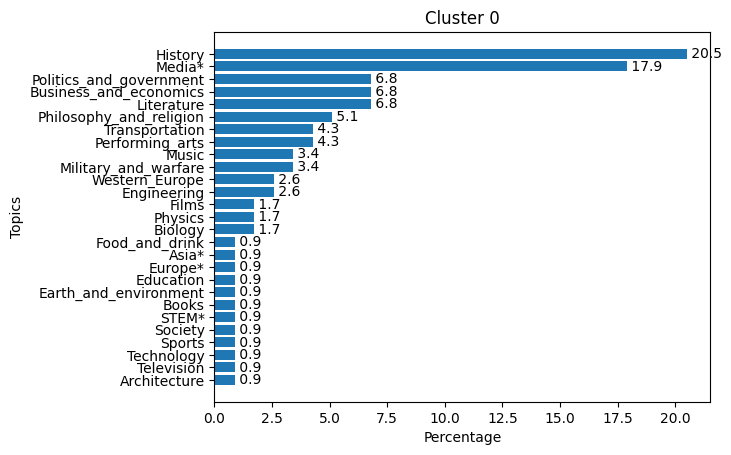 Cluster 0
Topics
History 20.5
Media* 17.9
Politics_and_government 6.8
Business_and_economics 6.8
Literature 6.8
Philosophy_and_religion 5.1
Transportation 4.3
Performing_arts 4.3
Music 3.4
Military_and_warfare 3.4
Western_Europe 2.6
Engineering 2.6
Films 1.7
Physics 1.7
Biology 1.7
Food_and_drink 0.9
Asia* 0.9
Europe* 0.9
Education 0.9
Earth_and_environment 0.9
Books 0.9
STEM* 0.9
Society 0.9
Sports 0.9
Technology 0.9
Television 0.9
Architecture 0.9
0.0 2.5 5.0 7.5 10.0 12.5 15.0 17.5 20.0
Percentage